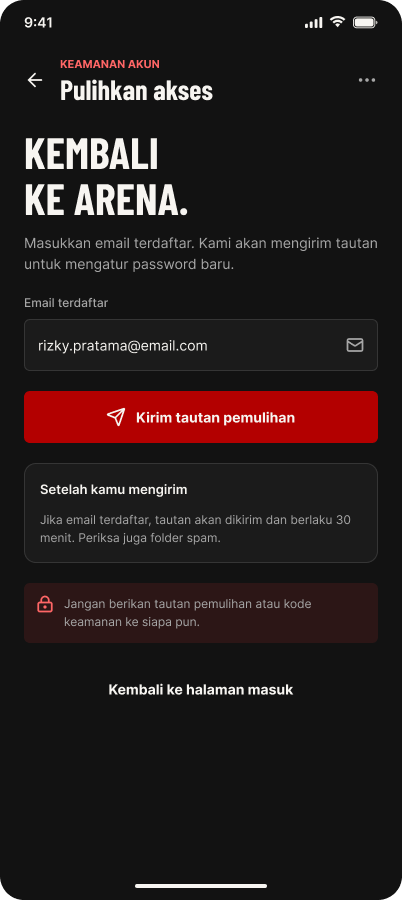 9:41
KEAMANAN AKUN
Pulihkan akses
KEMBALI
KE ARENA.
Masukkan email terdaftar. Kami akan mengirim tautan
untuk mengatur password baru.
Email terdaftar
rizky.pratama@email.com
Kirim tautan pemulihan
Setelah kamu mengirim
Jika email terdaftar, tautan akan dikirim dan berlaku 30
menit. Periksa juga folder spam.
Jangan berikan tautan pemulihan atau kode
keamanan ke siapa pun.
Kembali ke halaman masuk